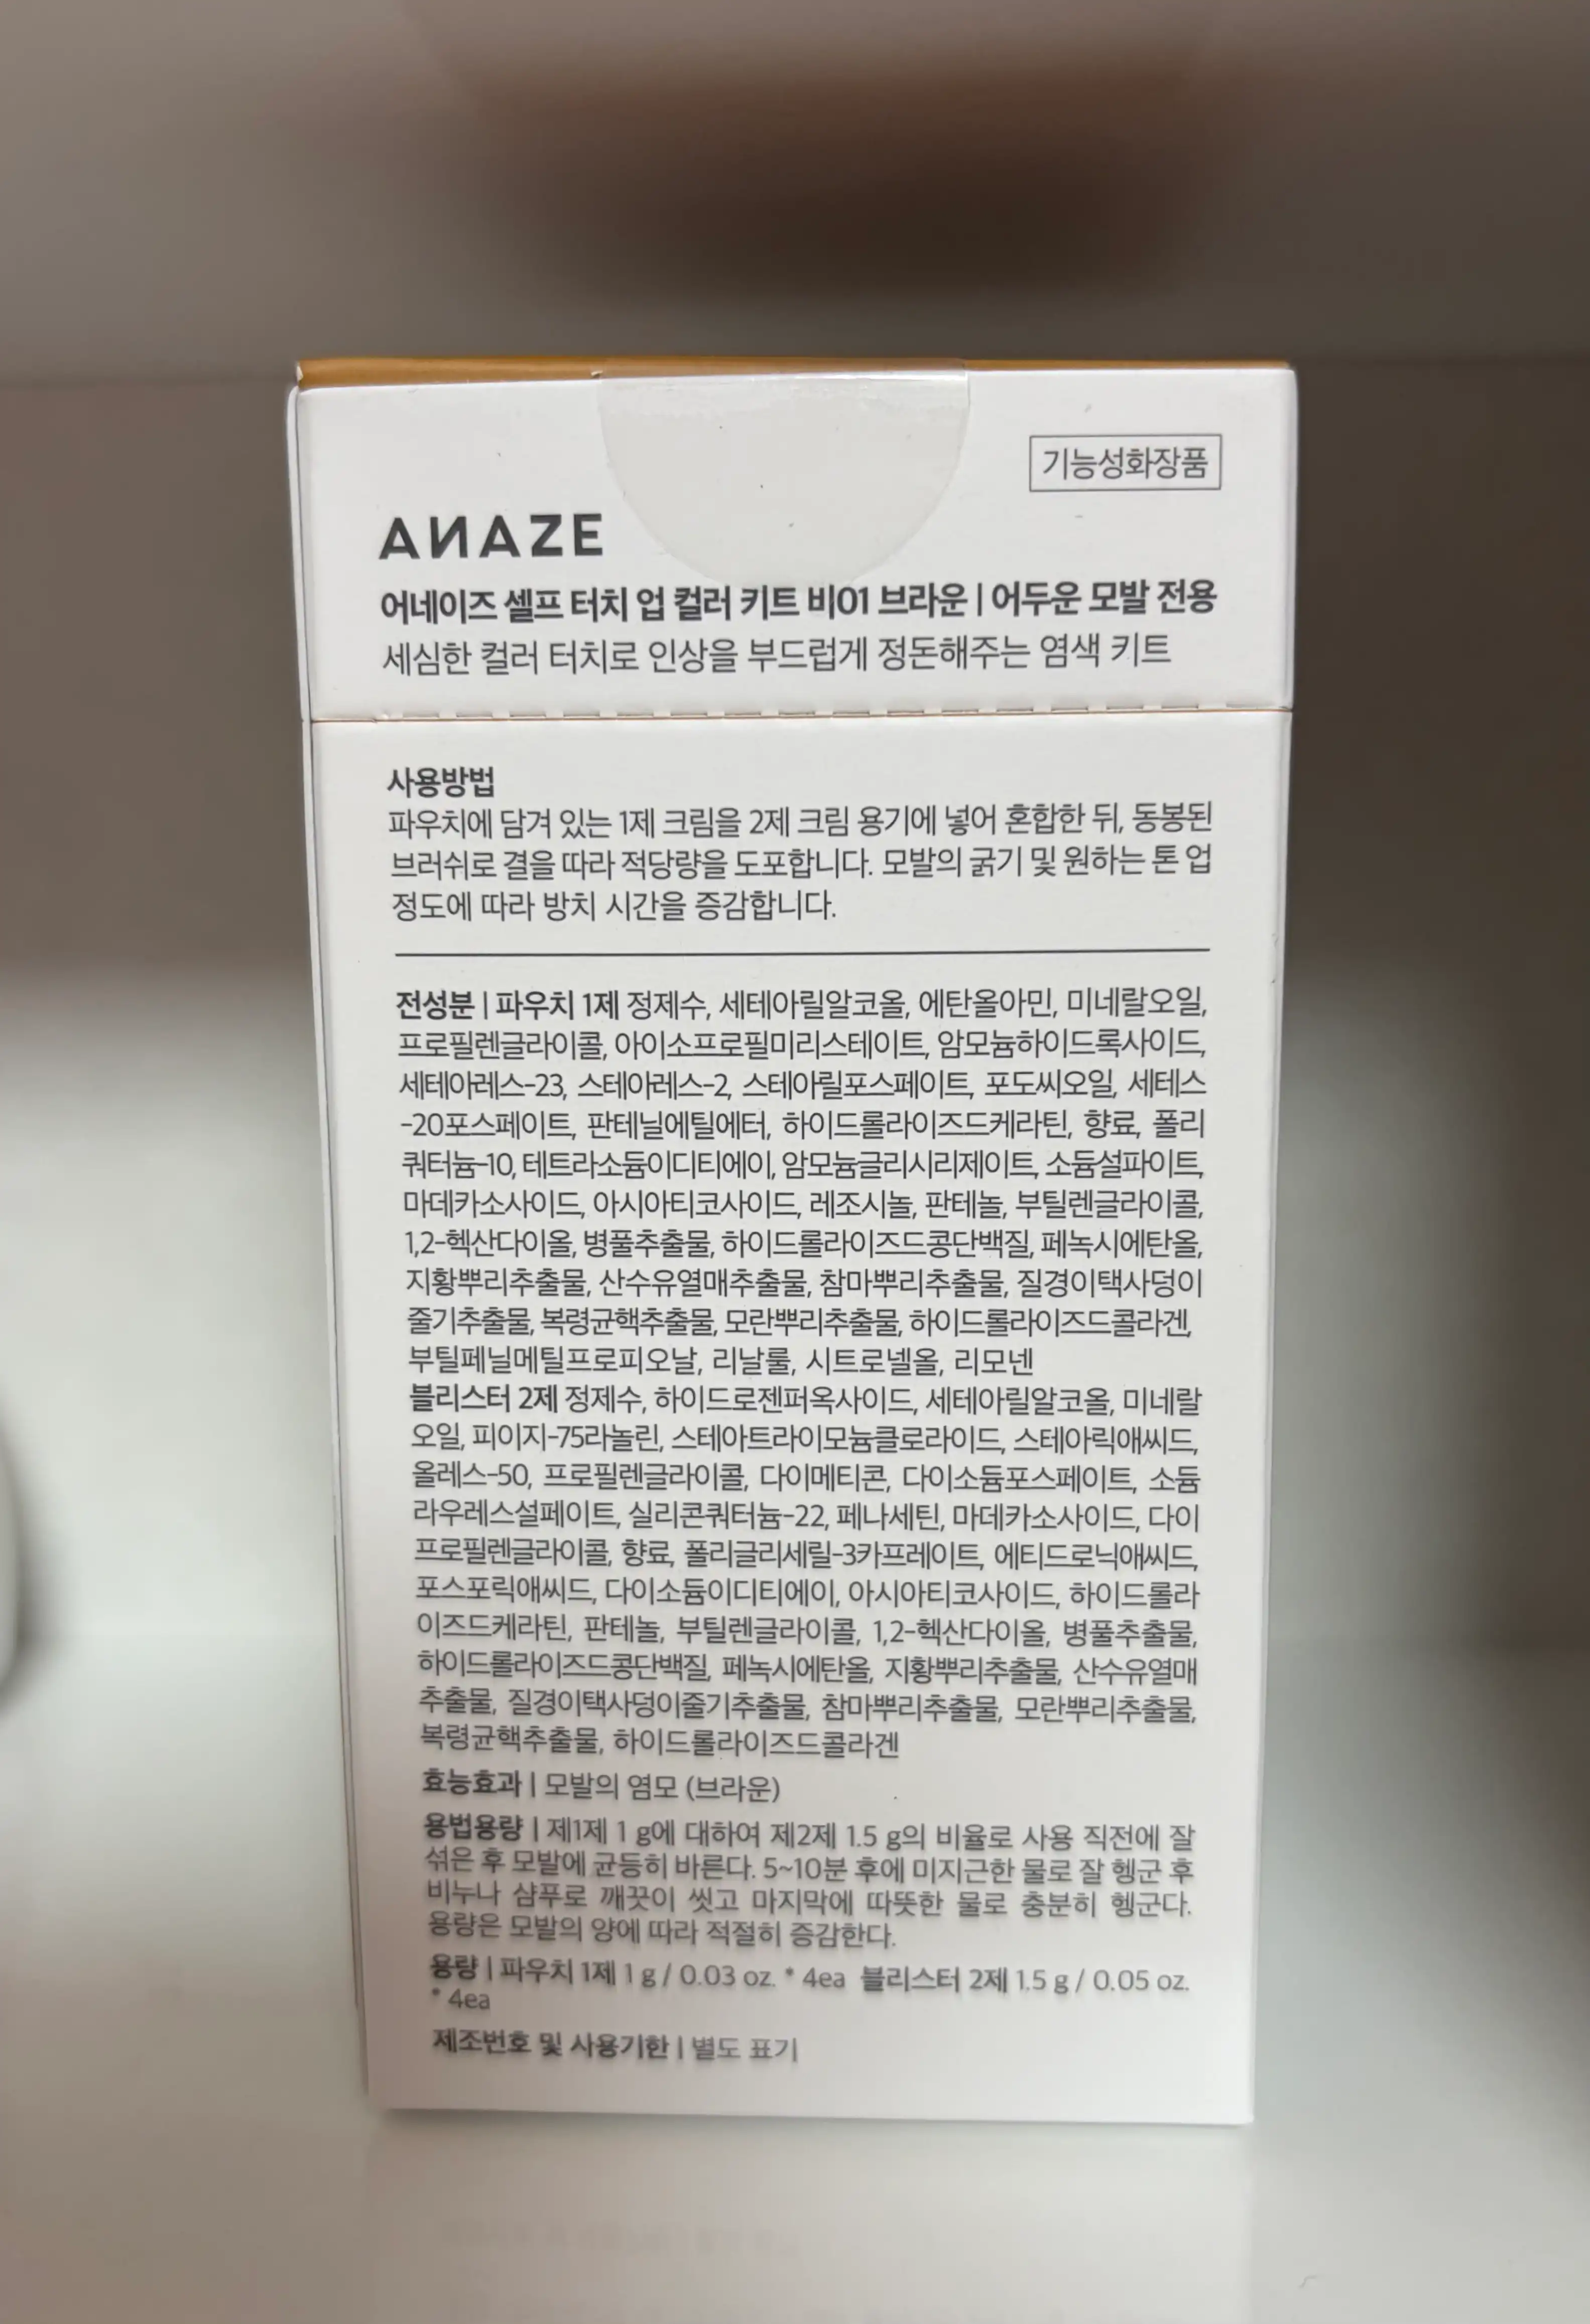 기능성화장품
ANAZE
어네이즈 셀프 터치 업 컬러 키트 비01 브라운 | 어두운 모발 전용
세심한 컬러 터치로 인상을 부드럽게 정돈해주는 염색 키트
사용방법
파우치에 담겨 있는 1제 크림을 2제 크림 용기에 넣어 혼합한 뒤, 동봉된
브러쉬로 결을 따라 적당량을 도포합니다. 모발의 굵기 및 원하는 톤 업
정도에 따라 방치 시간을 증감합니다.
전성분 | 파우치 1제 정제수, 세테아릴알코올, 에탄올아민, 미네랄오일,
프로필렌글라이콜, 아이소프로필미리스테이트, 암모늄하이드록사이드,
세테아레스-23, 스테아레스-2, 스테아릴포스페이트, 포도씨오일, 세테스
-20포스페이트, 판테닐에틸에터, 하이드롤라이즈드케라틴, 향료, 폴리
쿼터늄-10, 테트라소듐이디티에이, 암모늄글리시리제이트, 소듐설파이트,
마데카소사이드, 아시아티코사이드, 레조시놀, 판테놀, 부틸렌글라이콜,
1,2-헥산다이올, 병풀추출물, 하이드롤라이즈드콩단백질, 페녹시에탄올,
지황뿌리추출물, 산수유열매추출물, 참마뿌리추출물, 질경이택사덩이
줄기추출물, 복령균핵추출물, 모란뿌리추출물, 하이드롤라이즈드콜라겐,
부틸페닐메틸프로피오날, 리날룰, 시트로넬올, 리모넨
블리스터 2제 정제수, 하이드로젠퍼옥사이드, 세테아릴알코올, 미네랄
오일, 피이지-75라놀린, 스테아트라이모늄클로라이드, 스테아릭애씨드,
올레스-50, 프로필렌글라이콜, 다이메티콘, 다이소듐포스페이트, 소듐
라우레스설페이트, 실리콘쿼터늄-22, 페나세틴, 마데카소사이드, 다이
프로필렌글라이콜, 향료, 폴리글리세릴-3카프레이트, 에티드로닉애씨드,
포스포릭애씨드, 다이소듐이디티에이, 아시아티코사이드, 하이드롤라
이즈드케라틴, 판테놀, 부틸렌글라이콜, 1,2-헥산다이올, 병풀추출물,
하이드롤라이즈드콩단백질, 페녹시에탄올, 지황뿌리추출물, 산수유열매
추출물, 질경이택사덩이줄기추출물, 참마뿌리추출물, 모란뿌리추출물,
복령균핵추출물, 하이드롤라이즈드콜라겐
효능효과 | 모발의 염모 (브라운)
용법용량 | 제1제 1 g에 대하여 제2제 1.5 g의 비율로 사용 직전에 잘
섞은 후 모발에 균등히 바른다. 5~10분 후에 미지근한 물로 잘 헹군 후
비누나 샴푸로 깨끗이 씻고 마지막에 따뜻한 물로 충분히 헹군다.
용량은 모발의 양에 따라 적절히 증감한다.
용량 | 파우치 1제 1 g / 0.03 oz. * 4ea 블리스터 2제 1.5 g / 0.05 oz.
* 4ea
제조번호 및 사용기한 | 별도 표기